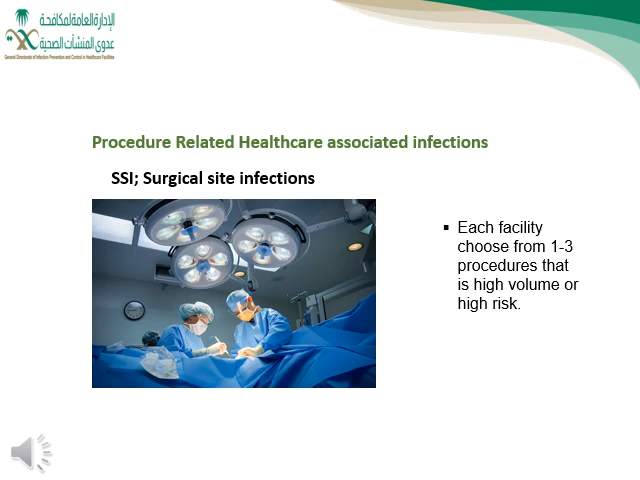 الإدارة العامة لمكافحة
عدوى المنشآت الصحية
General Directorate of Infection Prevention and Control in Healthcare Facilities
Procedure Related Healthcare associated infections
SSI; Surgical site infections
▪ Each facility
choose from 1-3
procedures that
is high volume or
high risk.